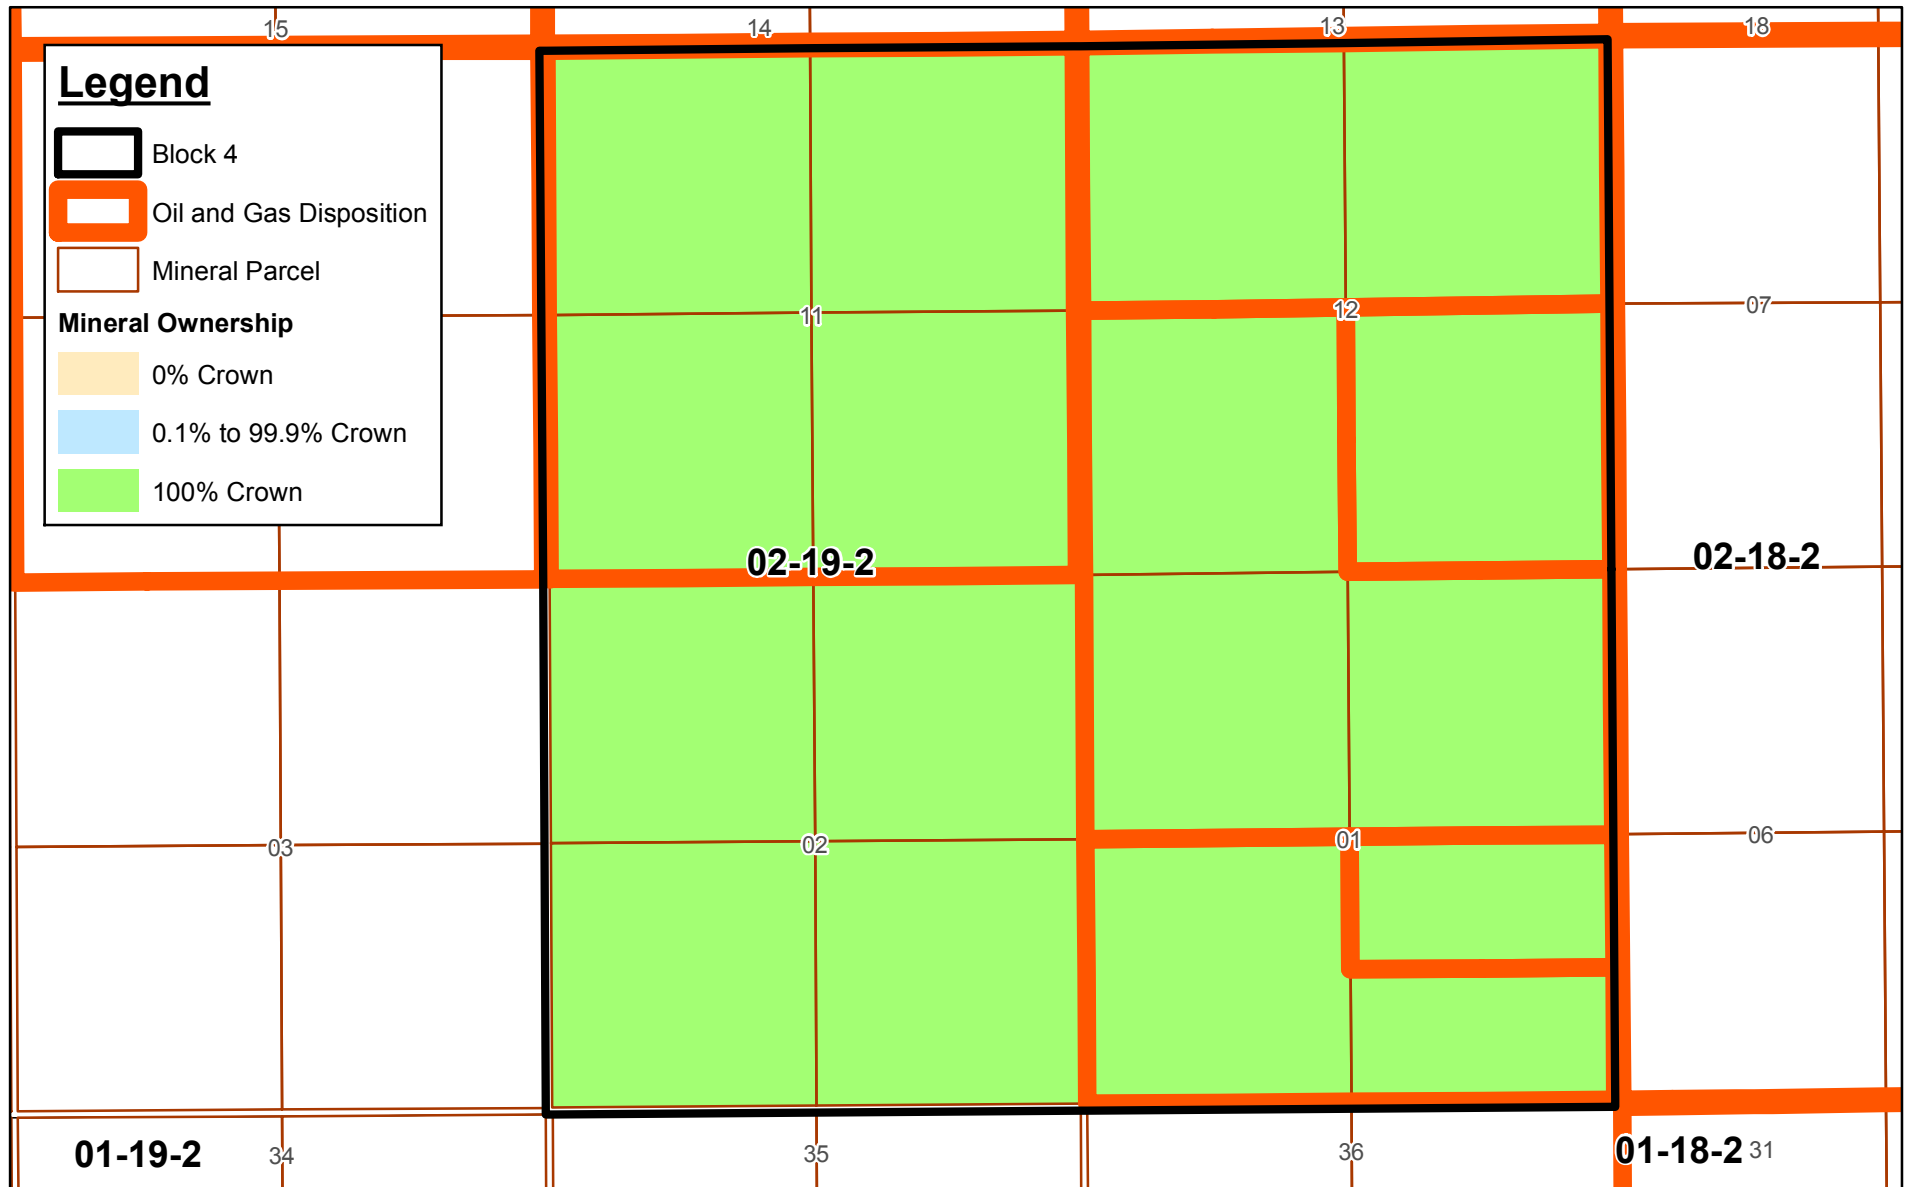 15
14
13
18
Legend
Block 4
Oil and Gas Disposition
Mineral Parcel
Mineral Ownership
0% Crown
0.1% to 99.9% Crown
100% Crown
11
12
07
02-19-2
02-18-2
03
02
01
06
01-19-2
34
35
36
01-18-2
31